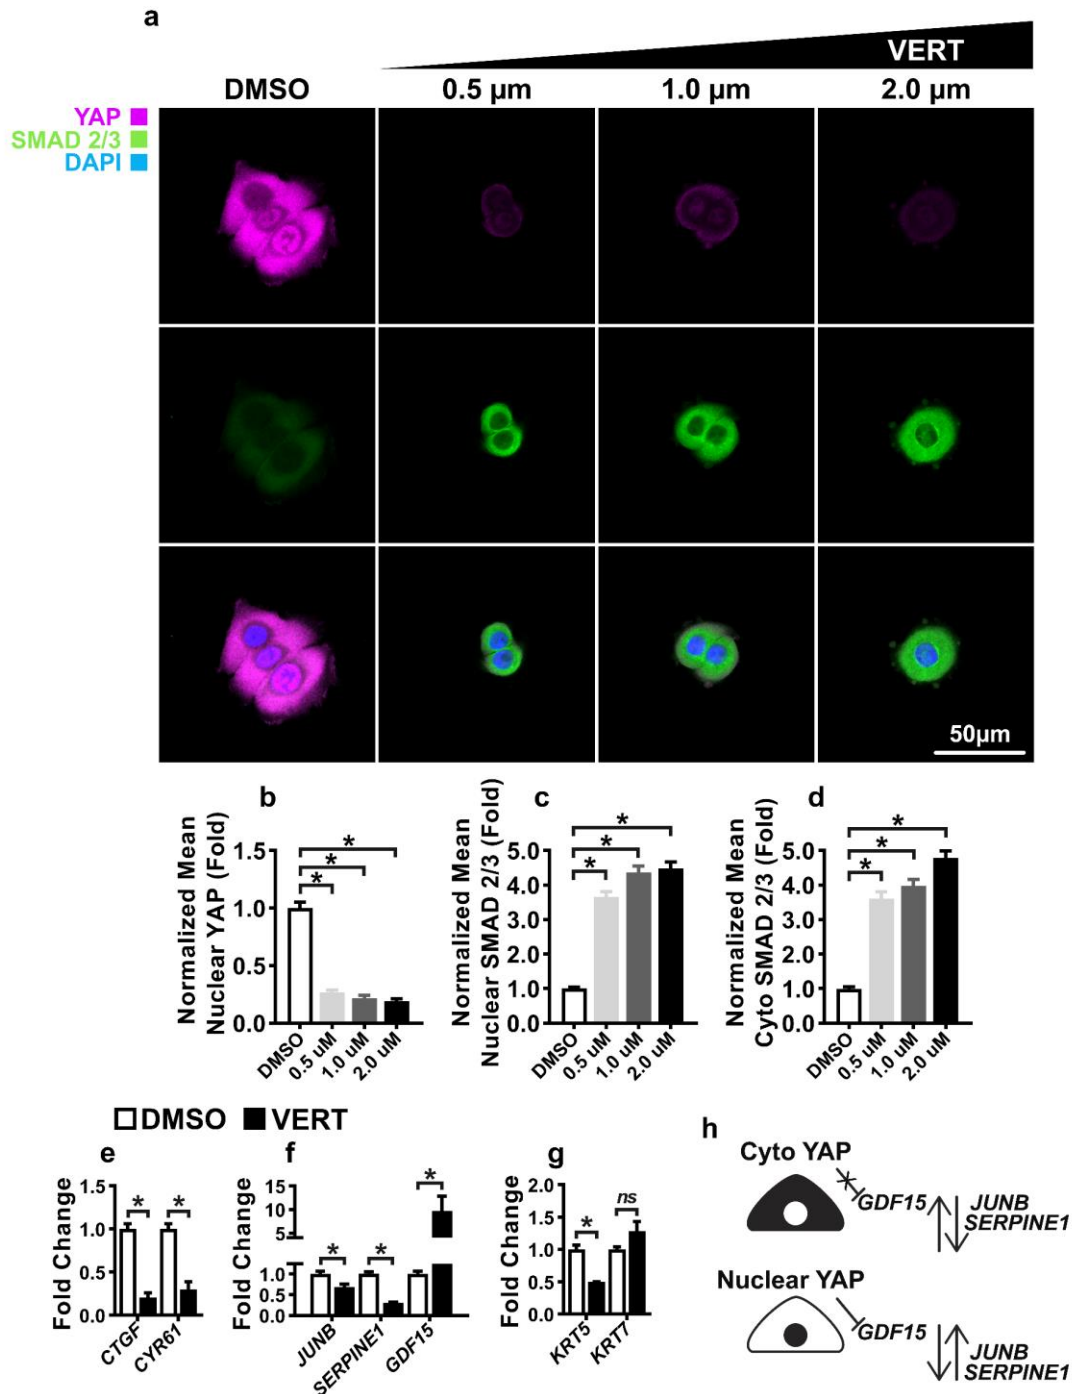 a
VERT
DMSO 0.5 μm 1.0 μm 2.0 μm
YAP
SMAD 2/3
DAPI
50μm
b
Normalized Mean
Nuclear YAP (Fold)
1.5
1.0
0.5
0.0
* * *
DMSO 0.5 uM 1.0 uM 2.0 uM
c
Normalized Mean
Nuclear SMAD 2/3 (Fold)
5.0
4.0
3.0
2.0
1.0
0.0
* * *
DMSO 0.5 uM 1.0 uM 2.0 uM
d
Normalized Mean
Cyto SMAD 2/3 (Fold)
5.0
4.0
3.0
2.0
1.0
0.0
* * *
DMSO 0.5 uM 1.0 uM 2.0 uM
DMSO VERT
e
Fold Change
1.5
1.0
0.5
0.0
* *
CTGF CYR61
f
Fold Change
15
10
5
1.0
0.5
0.0
* * *
JUNB SERPINE1 GDF15
g
Fold Change
2.0
1.5
1.0
0.5
0.0
* ns
KRT5 KRT7
h
Cyto YAP
GDF15 JUNB
SERPINE1
Nuclear YAP
GDF15 JUNB
SERPINE1